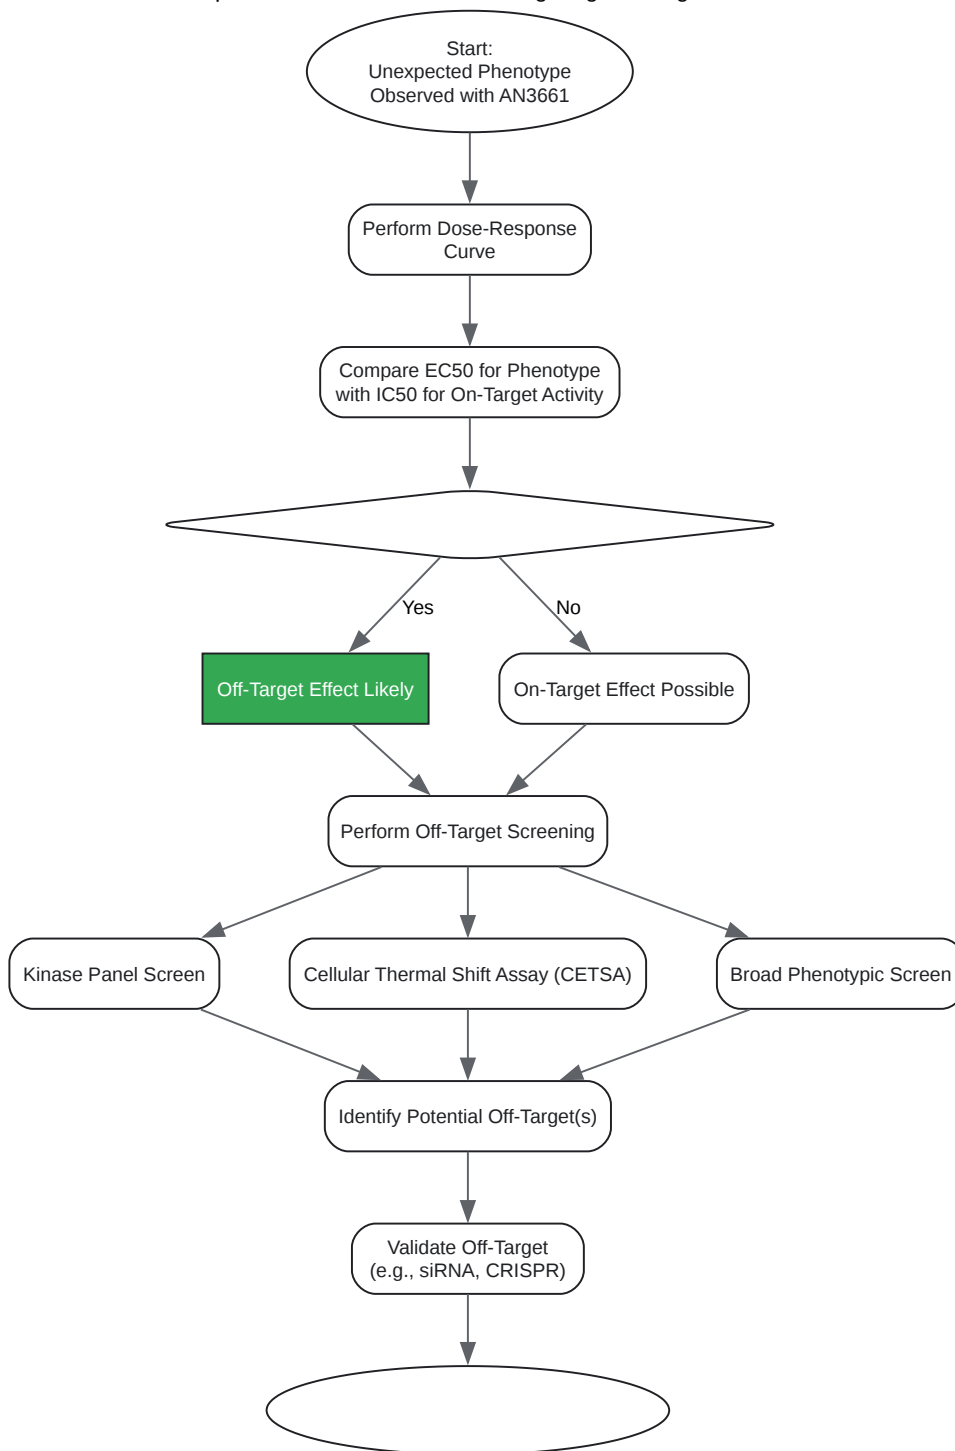 Start:
Unexpected Phenotype
Observed with AN3661
Perform Dose-Response
Curve
Compare EC50 for Phenotype
with IC50 for On-Target Activity
Yes
No
Off-Target Effect Likely
On-Target Effect Possible
Perform Off-Target Screening
Kinase Panel Screen
Cellular Thermal Shift Assay (CETSA)
Broad Phenotypic Screen
Identify Potential Off-Target(s)
Validate Off-Target
(e.g., siRNA, CRISPR)